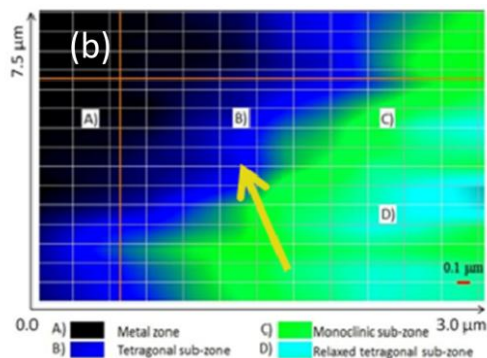 (b)
7.5 μm
A)
B)
C)
D)
0.1 μm
0.0
3.0 μm
A) Metal zone
C) Monoclinic sub-zone
B) Tetragonal sub-zone
D) Relaxed tetragonal sub-zone